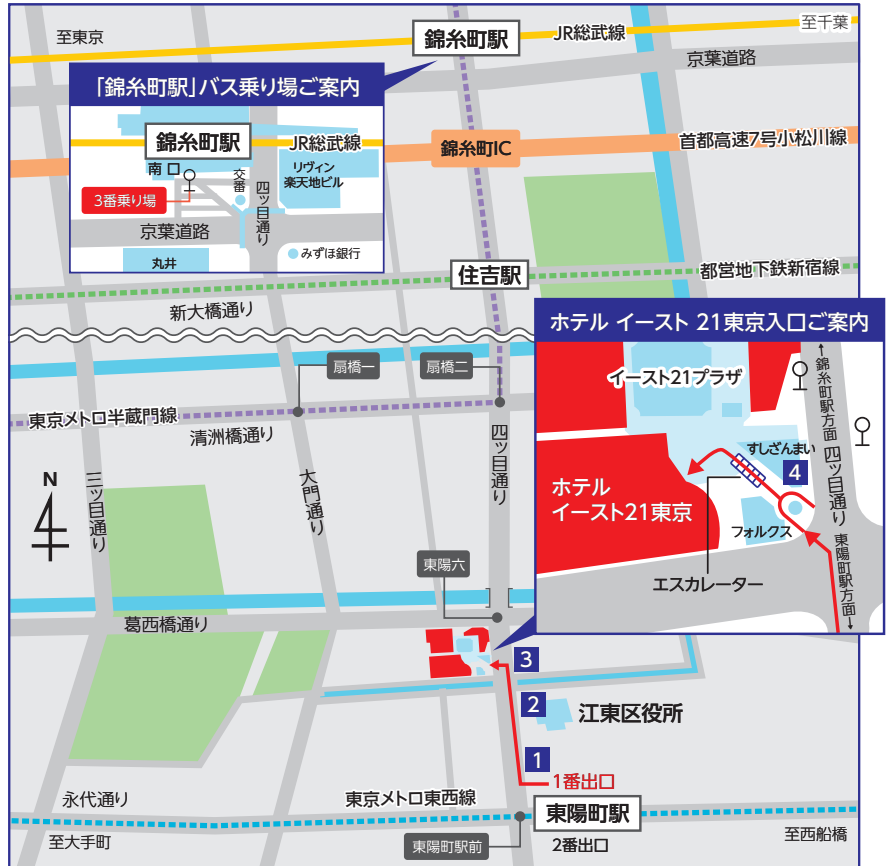 至東京
錦糸町駅
JR総武線
至千葉
京葉道路
「錦糸町駅」バス乗り場ご案内
錦糸町駅
JR総武線
南口
交番
四ッ目通り
リヴィン
楽天地ビル
3番乗り場
京葉道路
丸井
みずほ銀行
錦糸町IC
首都高速7号小松川線
住吉駅
都営地下鉄新宿線
新大橋通り
ホテル イースト 21東京入口ご案内
イースト21プラザ
←錦糸町駅方面
四ッ目通り
東陽町駅方面→
すしざんまい
4
ホテル
イースト21東京
フォルクス
エスカレーター
扇橋一
扇橋二
東京メトロ半蔵門線
清洲橋通り
四ッ目通り
大門通り
三ッ目通り
N
東陽六
葛西橋通り
3
2
江東区役所
1
1番出口
永代通り
東京メトロ東西線
東陽町駅
至大手町
東陽町駅前
2番出口
至西船橋